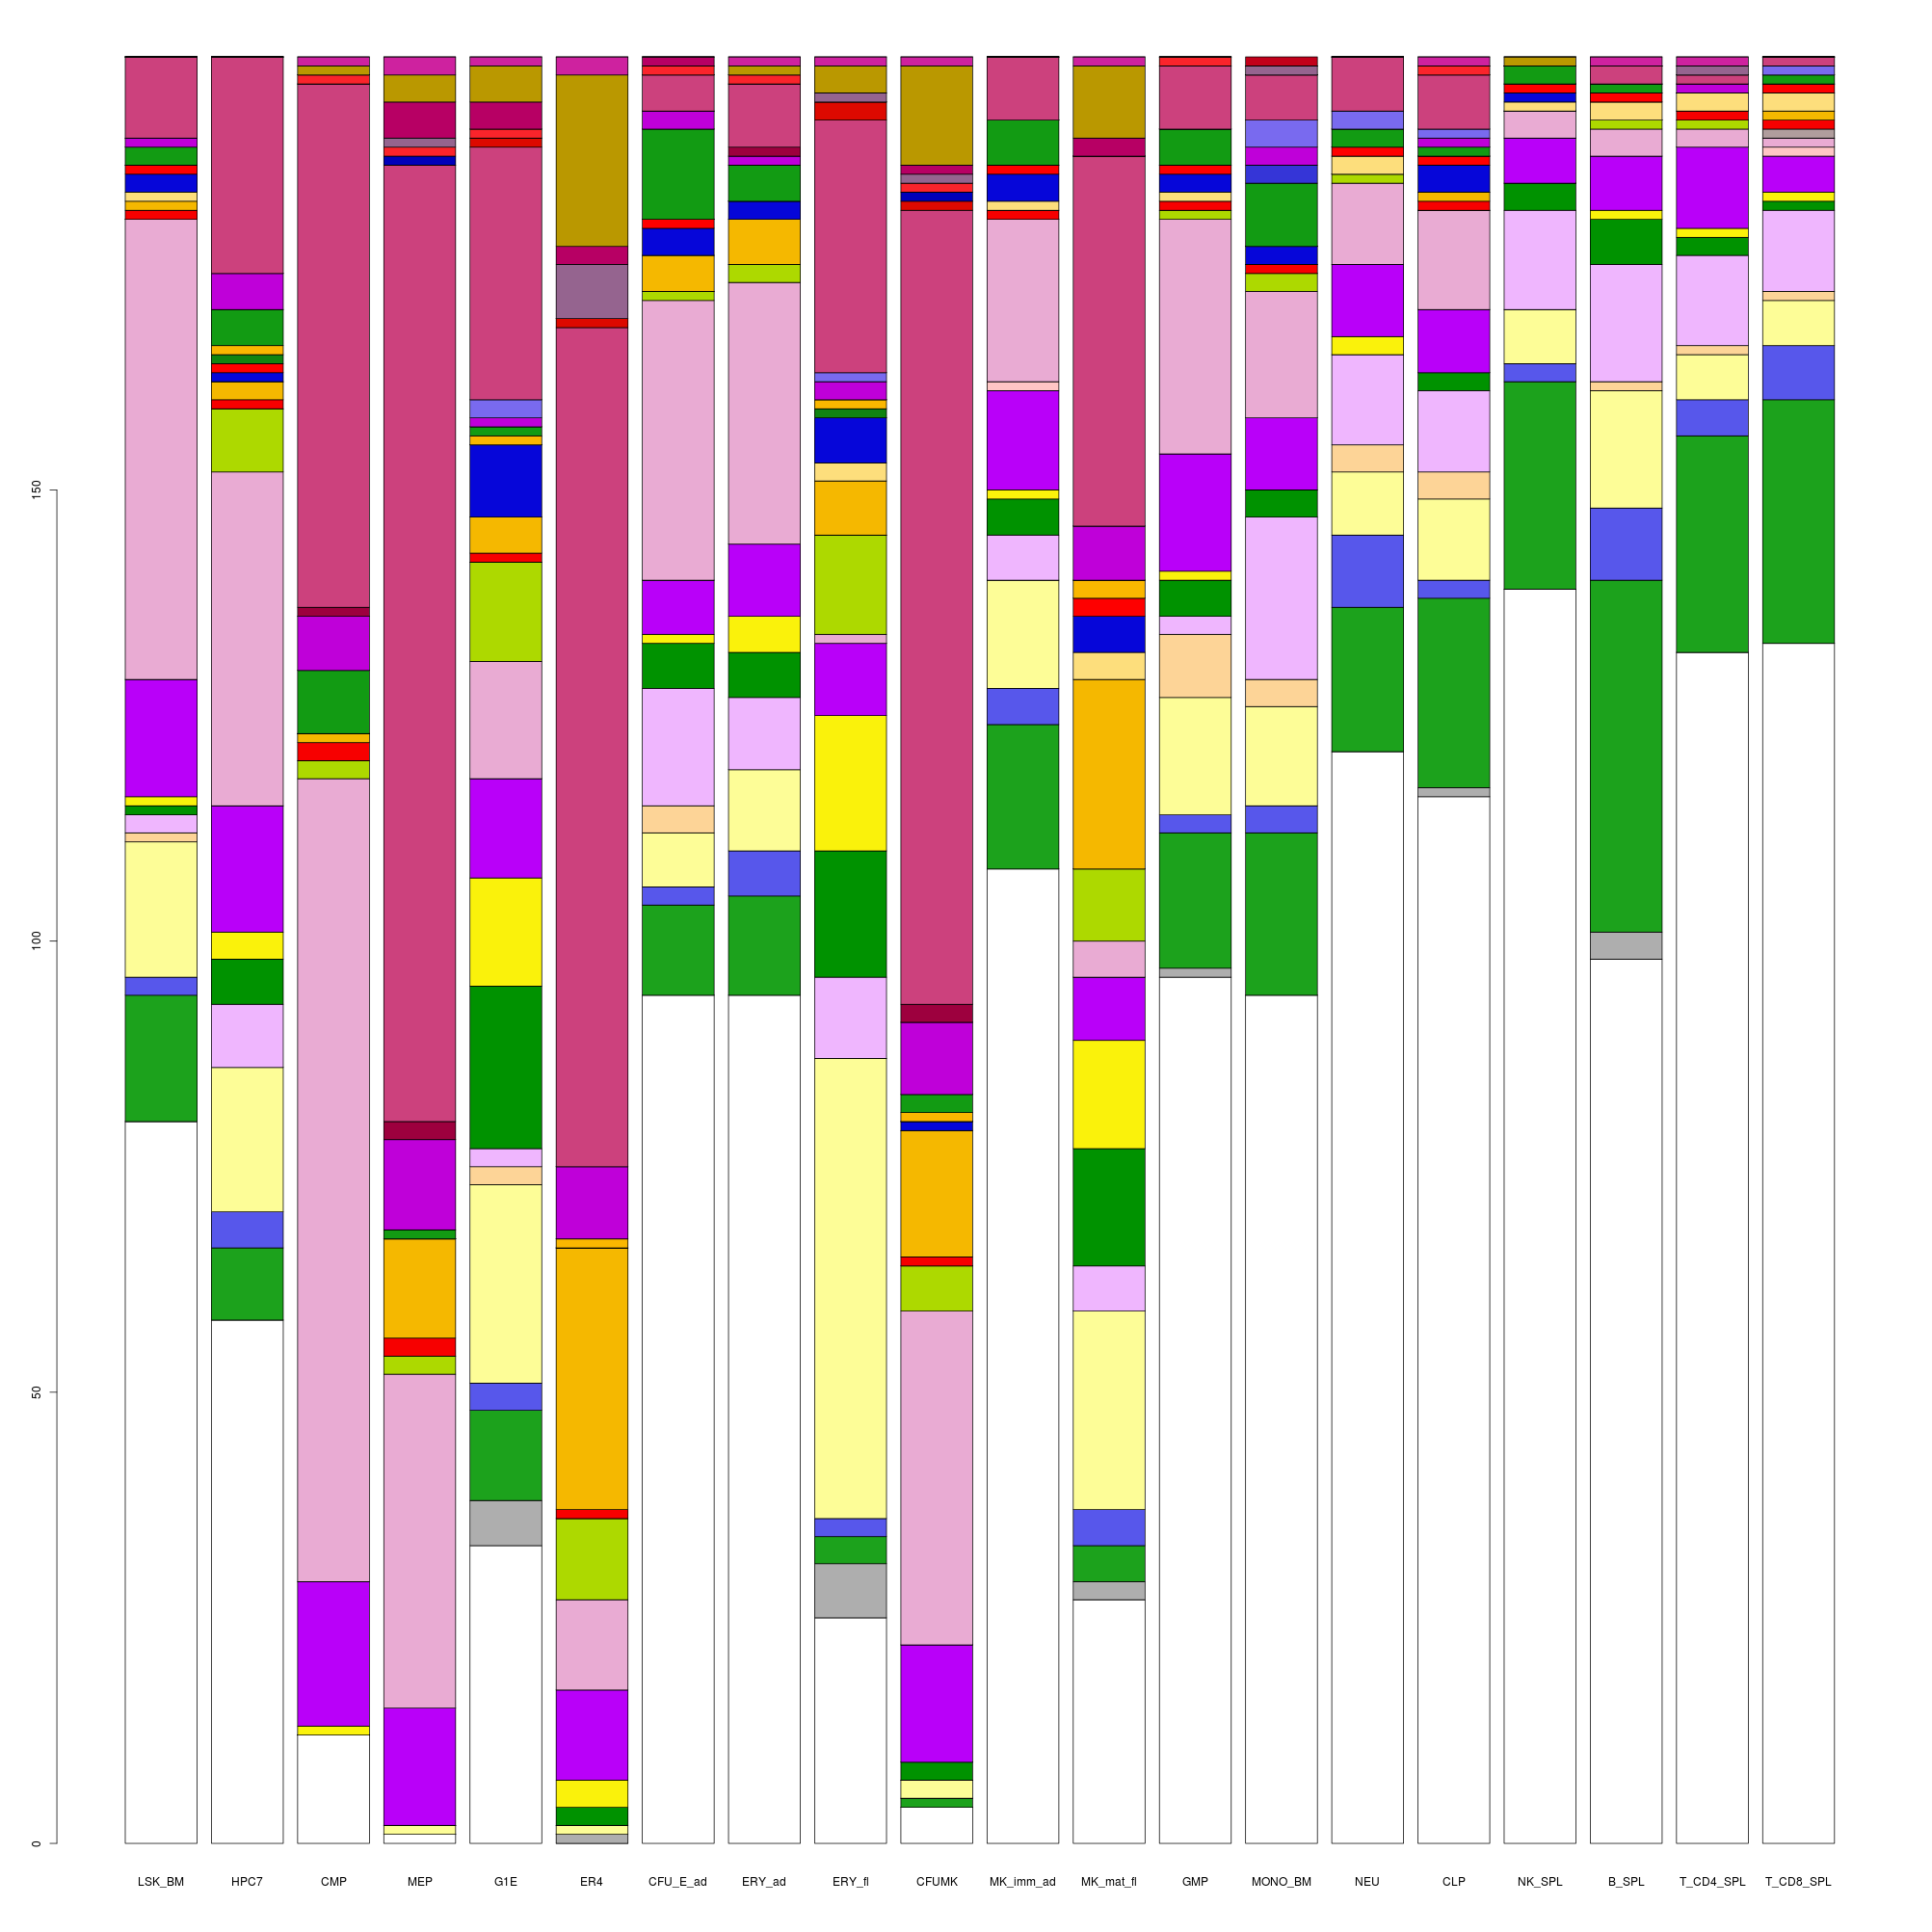 150
100
50
0
LSK_BM HPC7 CMP MEP G1E ER4 CFU_E_ad ERY_ad ERY_fl CFUMK MK_imm_ad MK_mat_fl GMP MONO_BM NEU CLP NK_SPL B_SPL T_CD4_SPL T_CD8_SPL